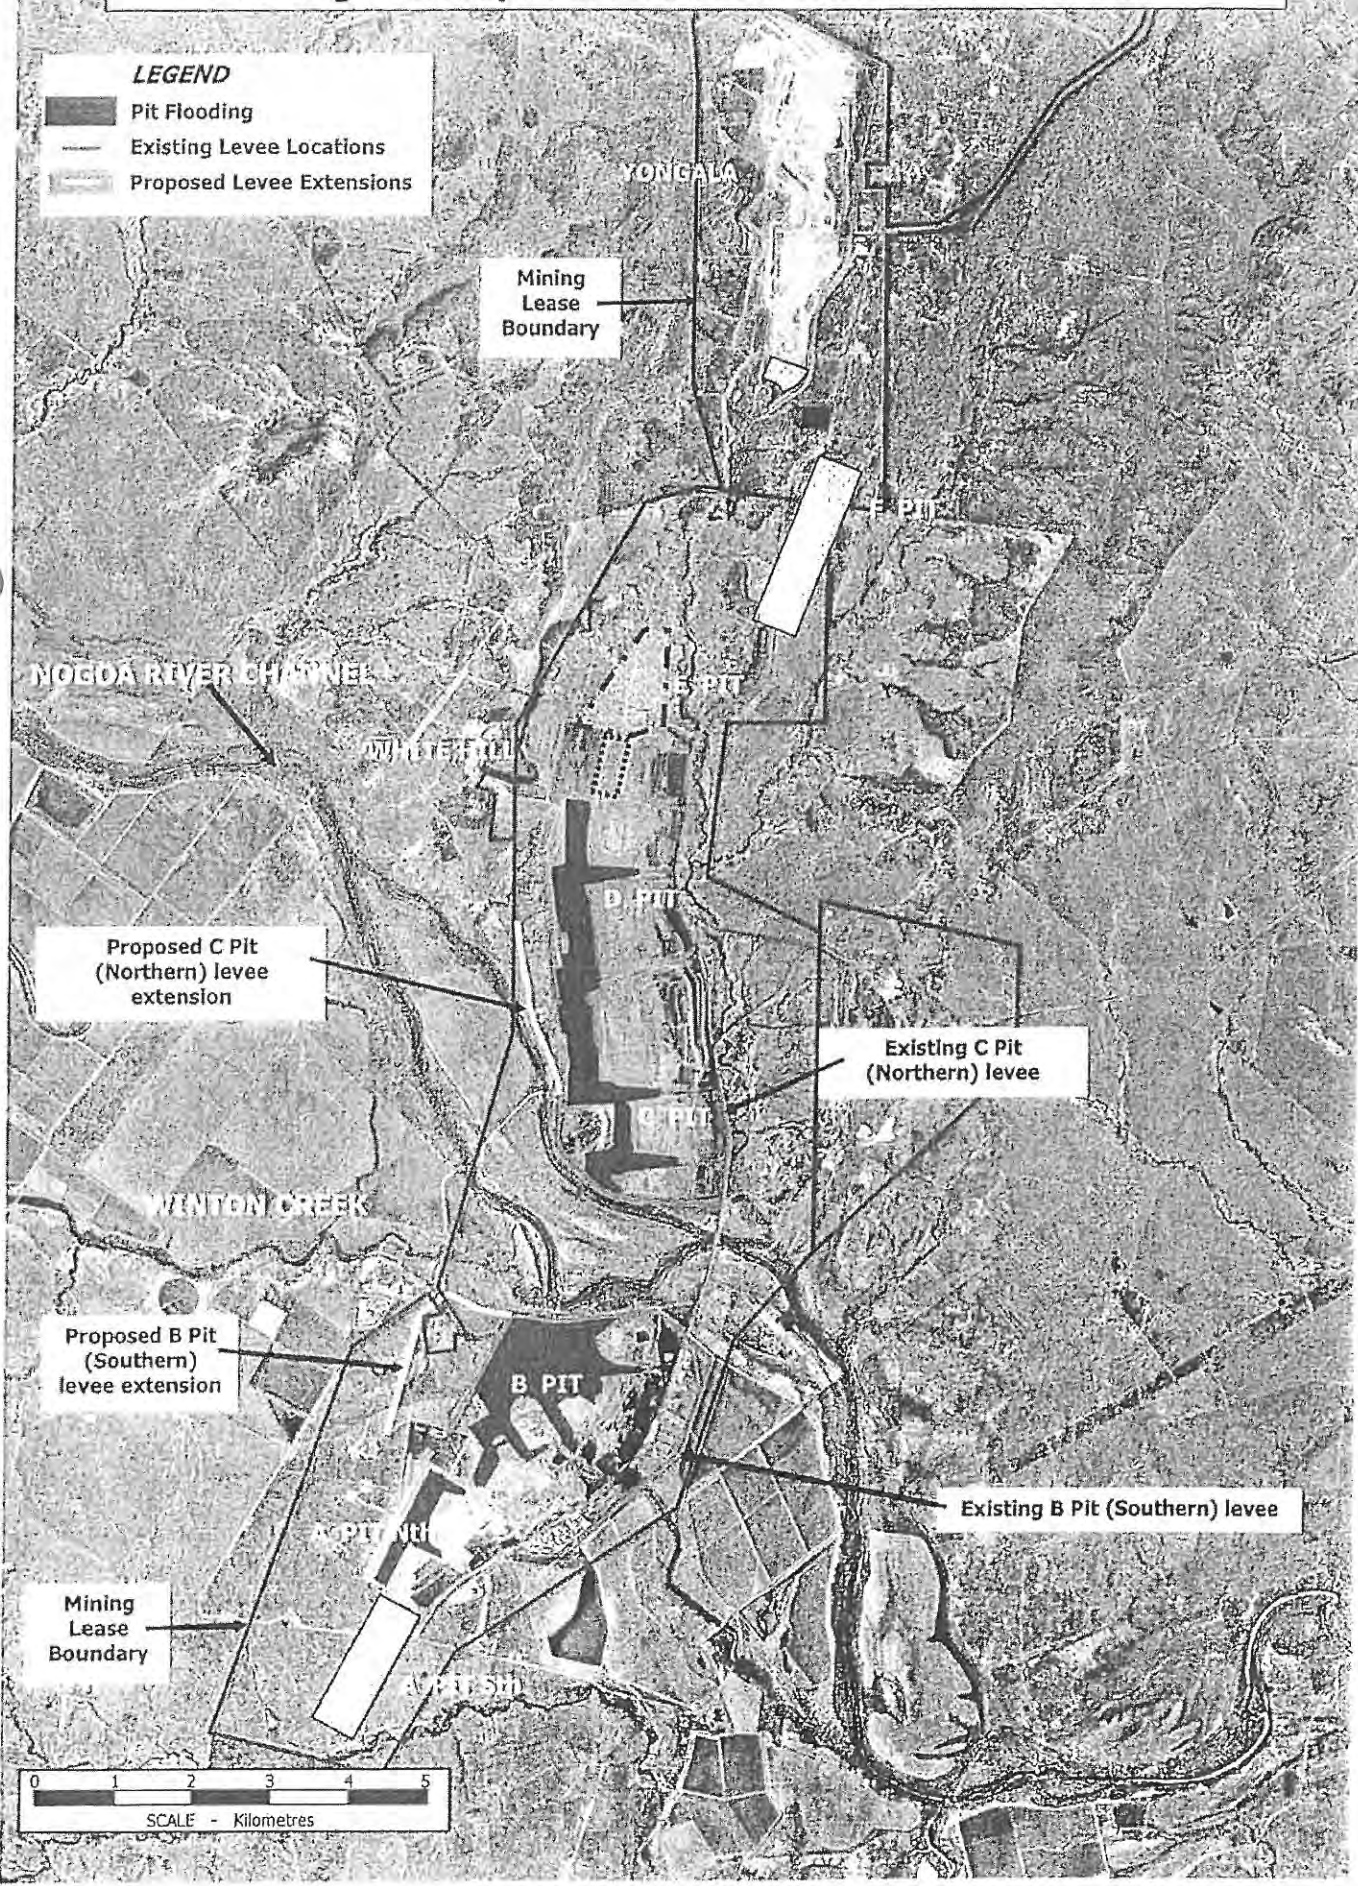 LEGEND
Pit Flooding
Existing Levee Locations
Proposed Levee Extensions
YONGALA
Mining
Lease
Boundary
F PIT
NOGOA RIVER CHANNEL
E PIT
WHITE HILL
D PIT
Proposed C Pit
(Northern) levee
extension
Existing C Pit
(Northern) levee
C PIT
WINTON CREEK
Proposed B Pit
(Southern)
levee extension
B PIT
Existing B Pit (Southern) levee
A PIT Nth
Mining
Lease
Boundary
A PIT Sth
0 1 2 3 4 5
SCALE - Kilometres